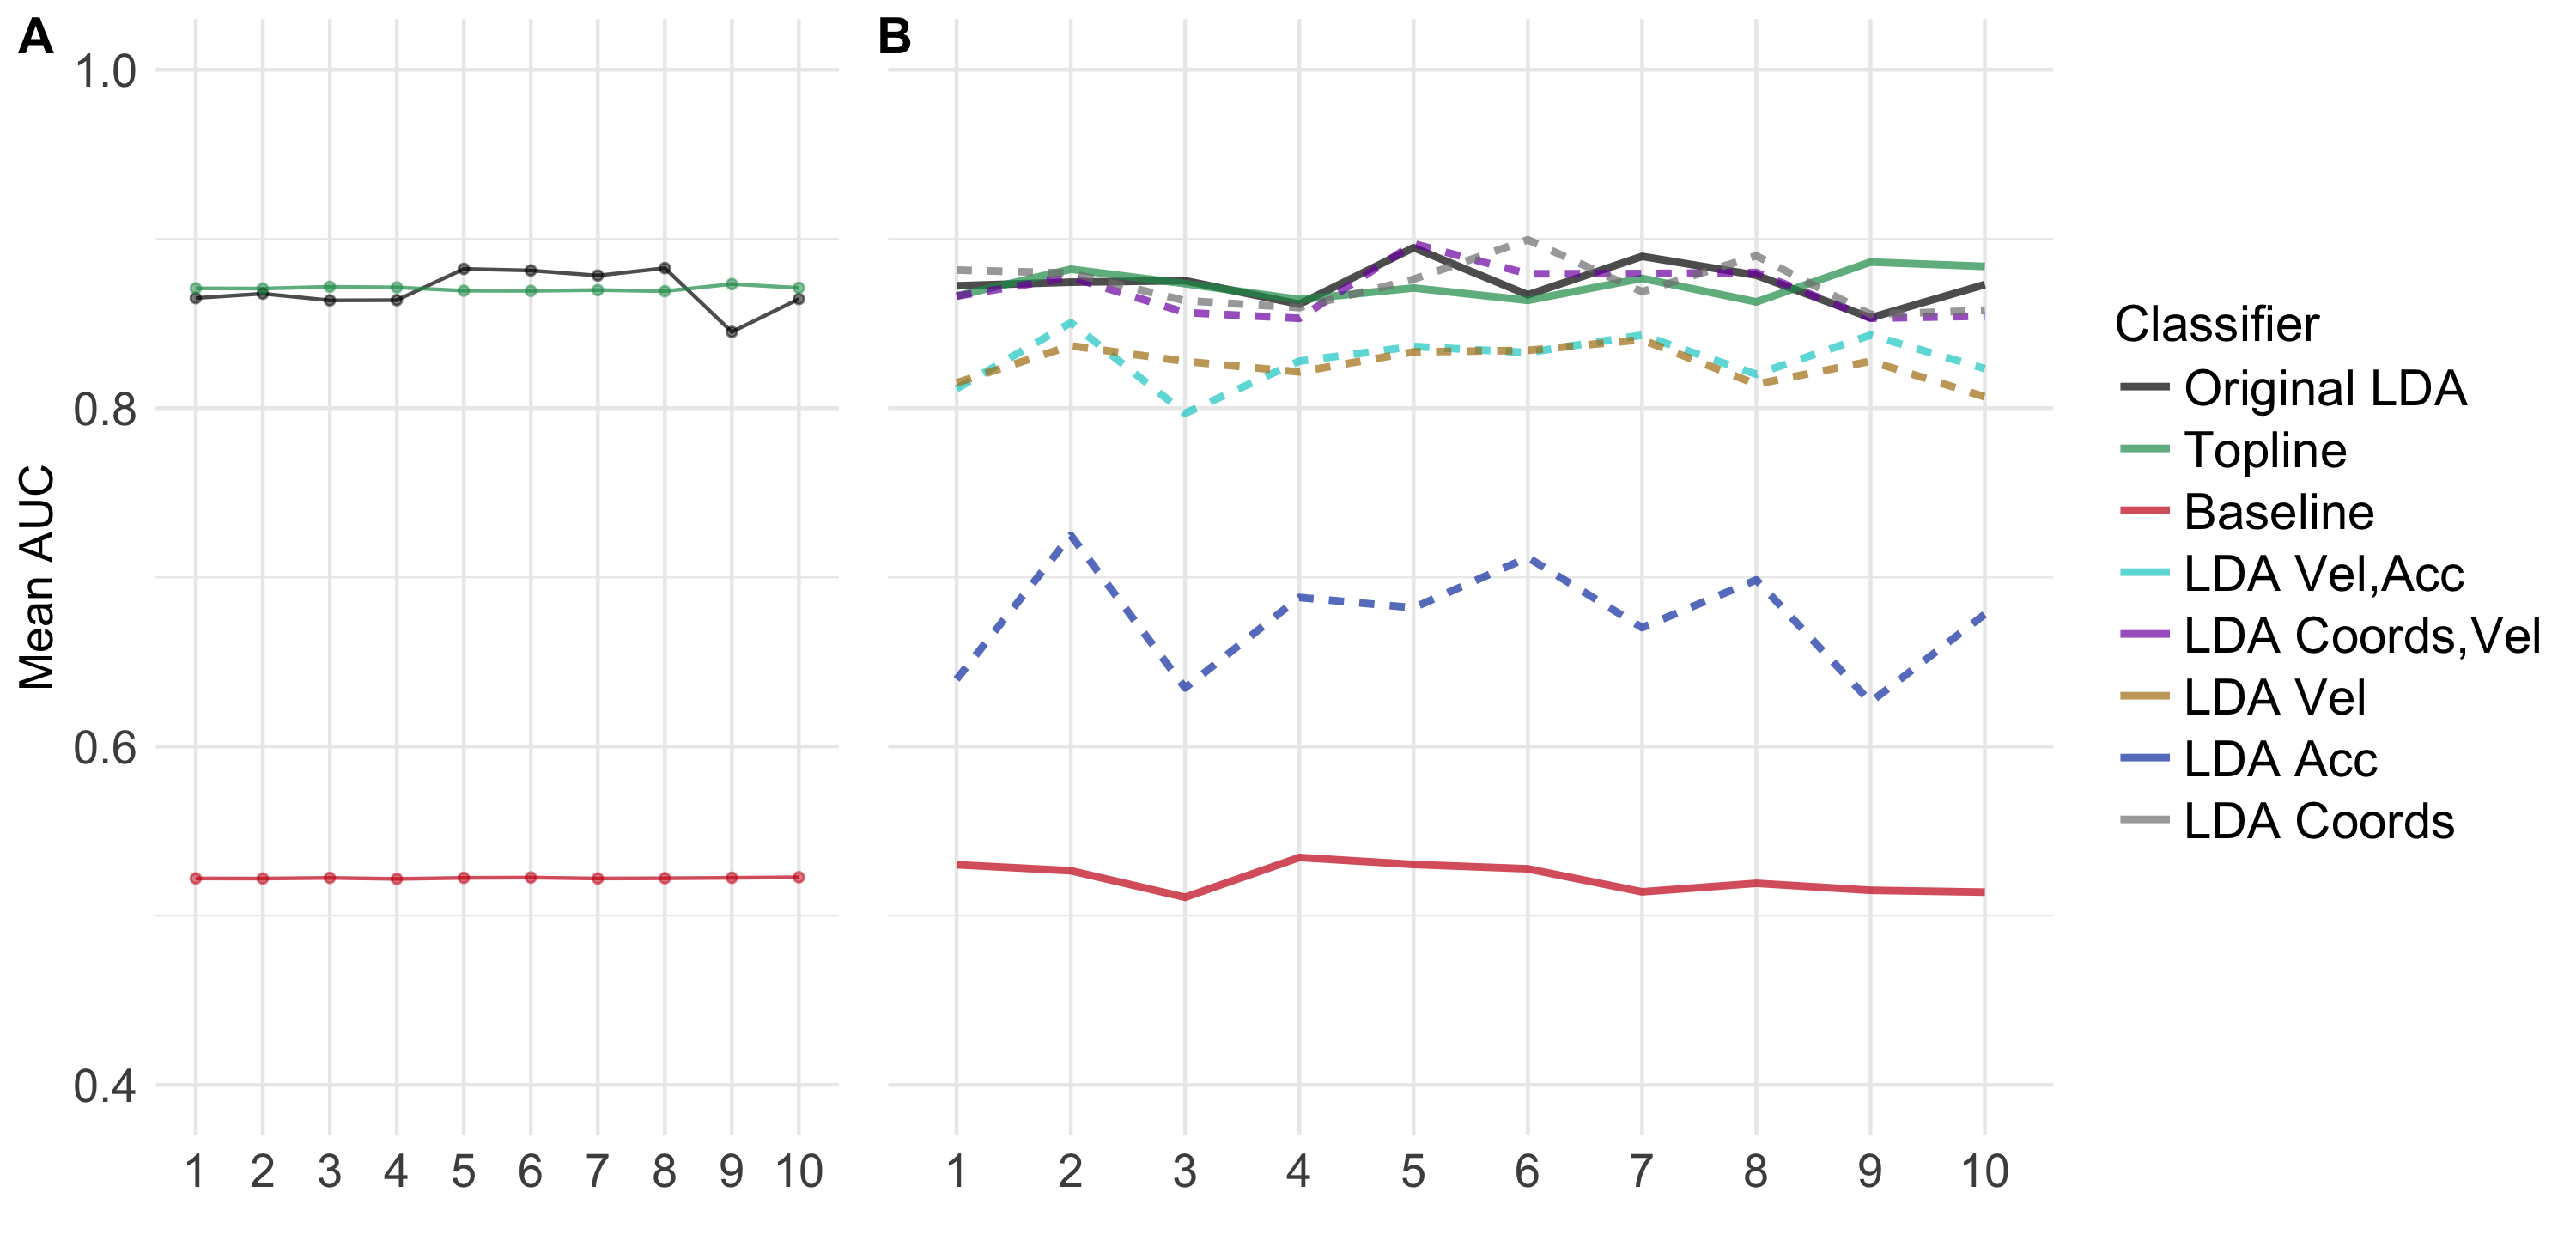 A
B
1.0
0.8
0.6
0.4
Mean AUC
1 2 3 4 5 6 7 8 9 10
1 2 3 4 5 6 7 8 9 10
Classifier
Original LDA
Topline
Baseline
LDA Vel,Acc
LDA Coords,Vel
LDA Vel
LDA Acc
LDA Coords